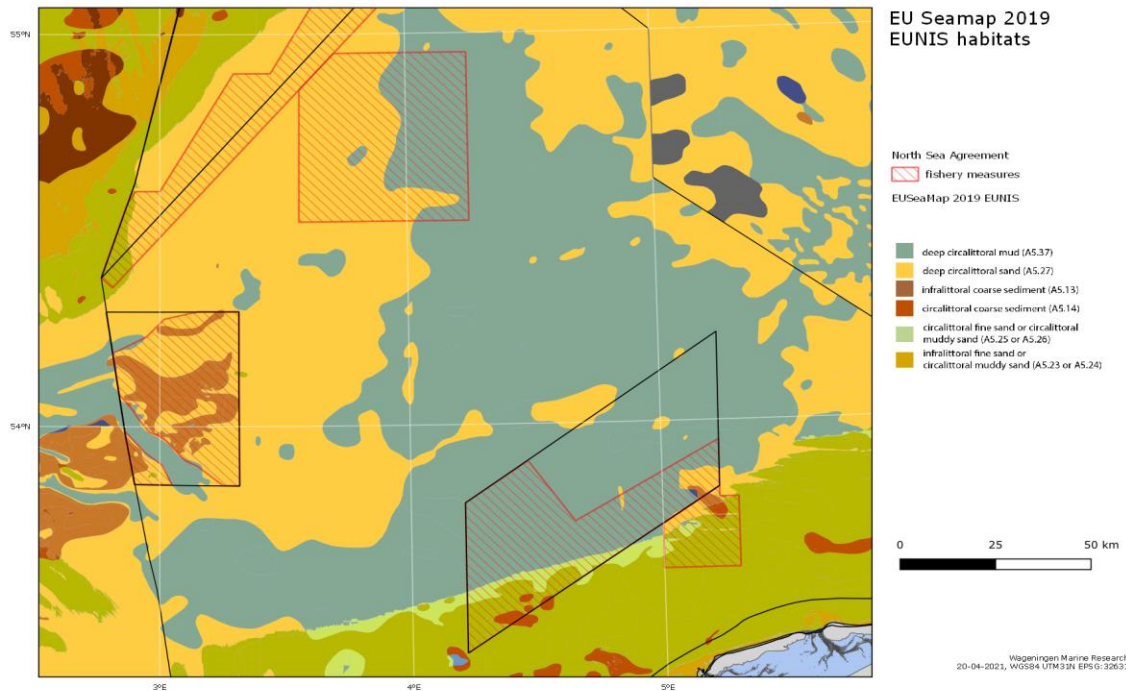 EU Seamap 2019
EUNIS habitats
55°N
North Sea Agreement
fishery measures
EUSeaMap 2019 EUNIS
deep circalittoral mud (A5.37)
deep circalittoral sand (A5.27)
infralittoral coarse sediment (A5.13)
circalittoral coarse sediment (A5.14)
circalittoral fine sand or circalittoral
muddy sand (A5.25 or A5.26)
infralittoral fine sand or
circalittoral muddy sand (A5.23 or A5.24)
54°N
0 25 50 km
Wageningen Marine Research
20-04-2021, WGS84 UTM31N EPSG:32631
3°E 4°E 5°E